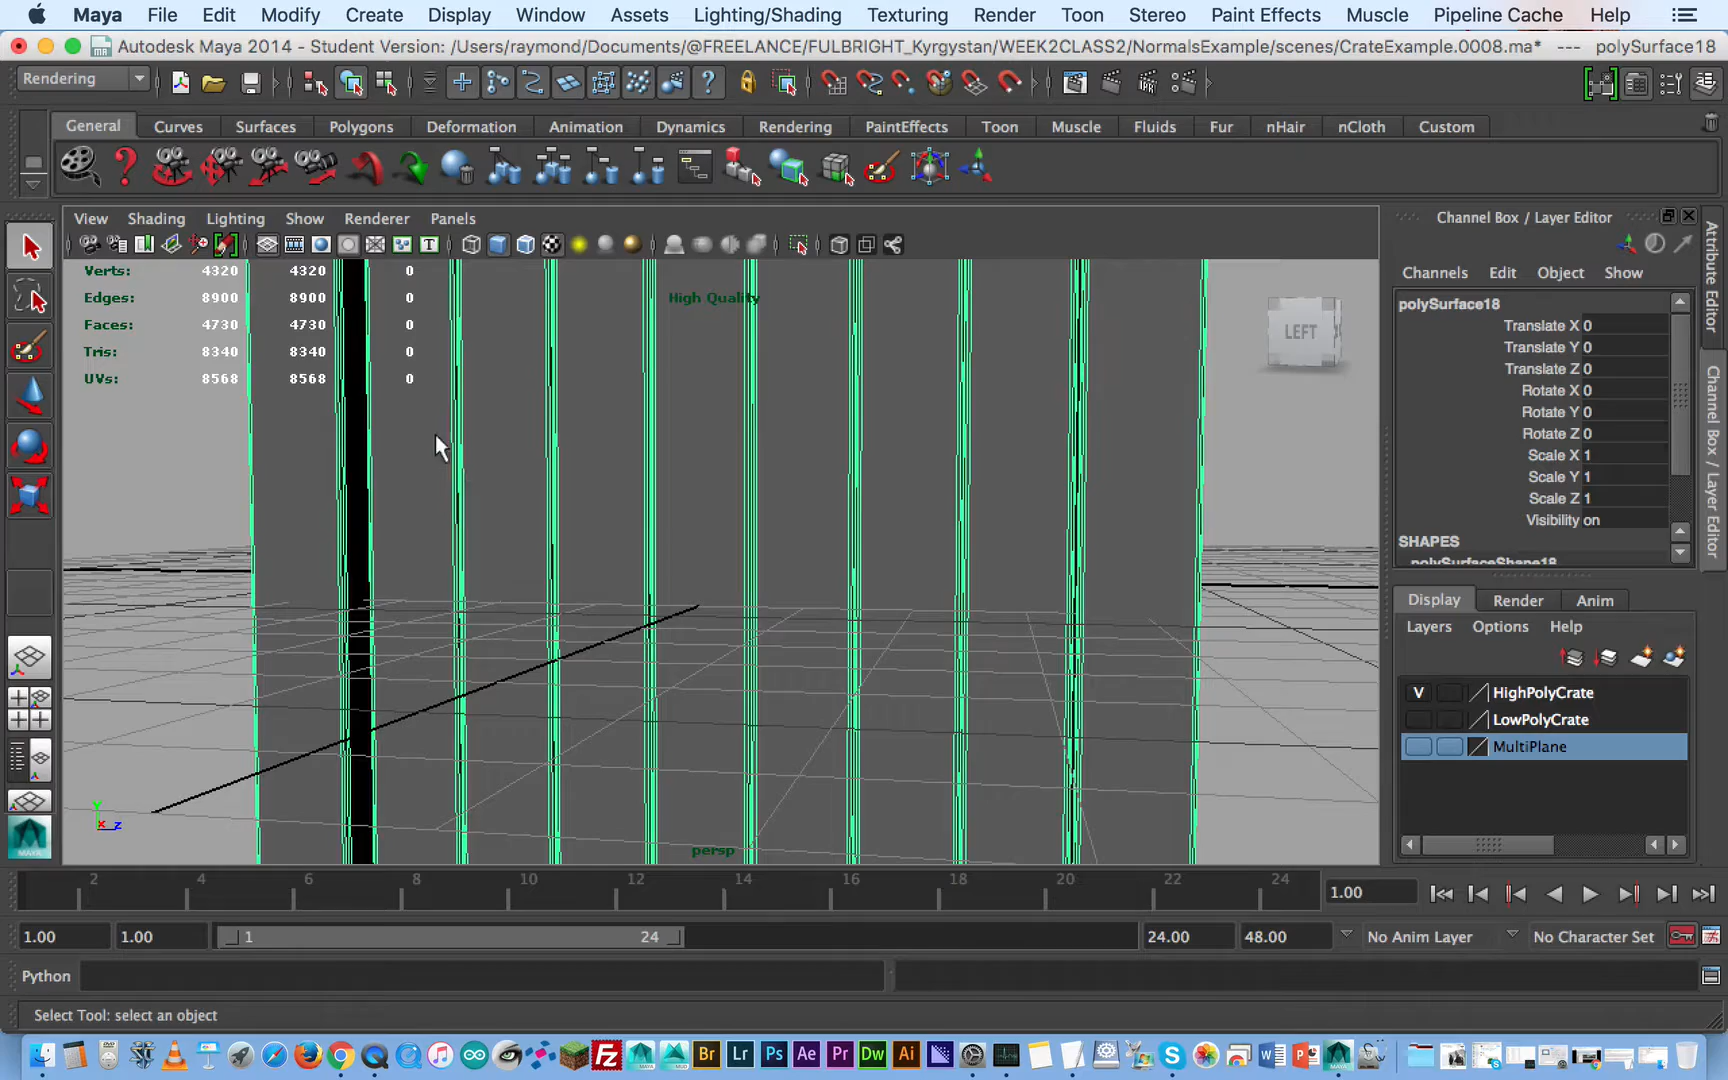 Maya File Edit Modify Create Display Window Assets Lighting/Shading Texturing Render Toon Stereo Paint Effects Muscle Pipeline Cache Help
Autodesk Maya 2014 - Student Version: /Users/raymond/Documents/@FREELANCE/FULBRIGHT_Kyrgystan/WEEK2CLASS2/NormalsExample/scenes/CrateExample.0008.ma* --- polySurface18
Rendering
General Curves Surfaces Polygons Deformation Animation Dynamics Rendering PaintEffects Toon Muscle Fluids Fur nHair nCloth Custom
View Shading Lighting Show Renderer Panels
Channel Box / Layer Editor
Channels Edit Object Show
Verts: 4320 4320 0
Edges: 8900 8900 0
Faces: 4730 4730 0
Tris: 8340 8340 0
UVs: 8568 8568 0
High Quality
LEFT
persp
polySurface18
Translate X 0
Translate Y 0
Translate Z 0
Rotate X 0
Rotate Y 0
Rotate Z 0
Scale X 1
Scale Y 1
Scale Z 1
Visibility on
SHAPES
polySurfaceShape18
Attribute Editor
Channel Box / Layer Editor
Display Render Anim
Layers Options Help
V HighPolyCrate
LowPolyCrate
MultiPlane
2 4 6 8 10 12 14 16 18 20 22 24
1.00
1.00 1.00 1 24 24.00 48.00 No Anim Layer No Character Set
Python
Select Tool: select an object
Br Lr Ps Ae Pr Dw Ai